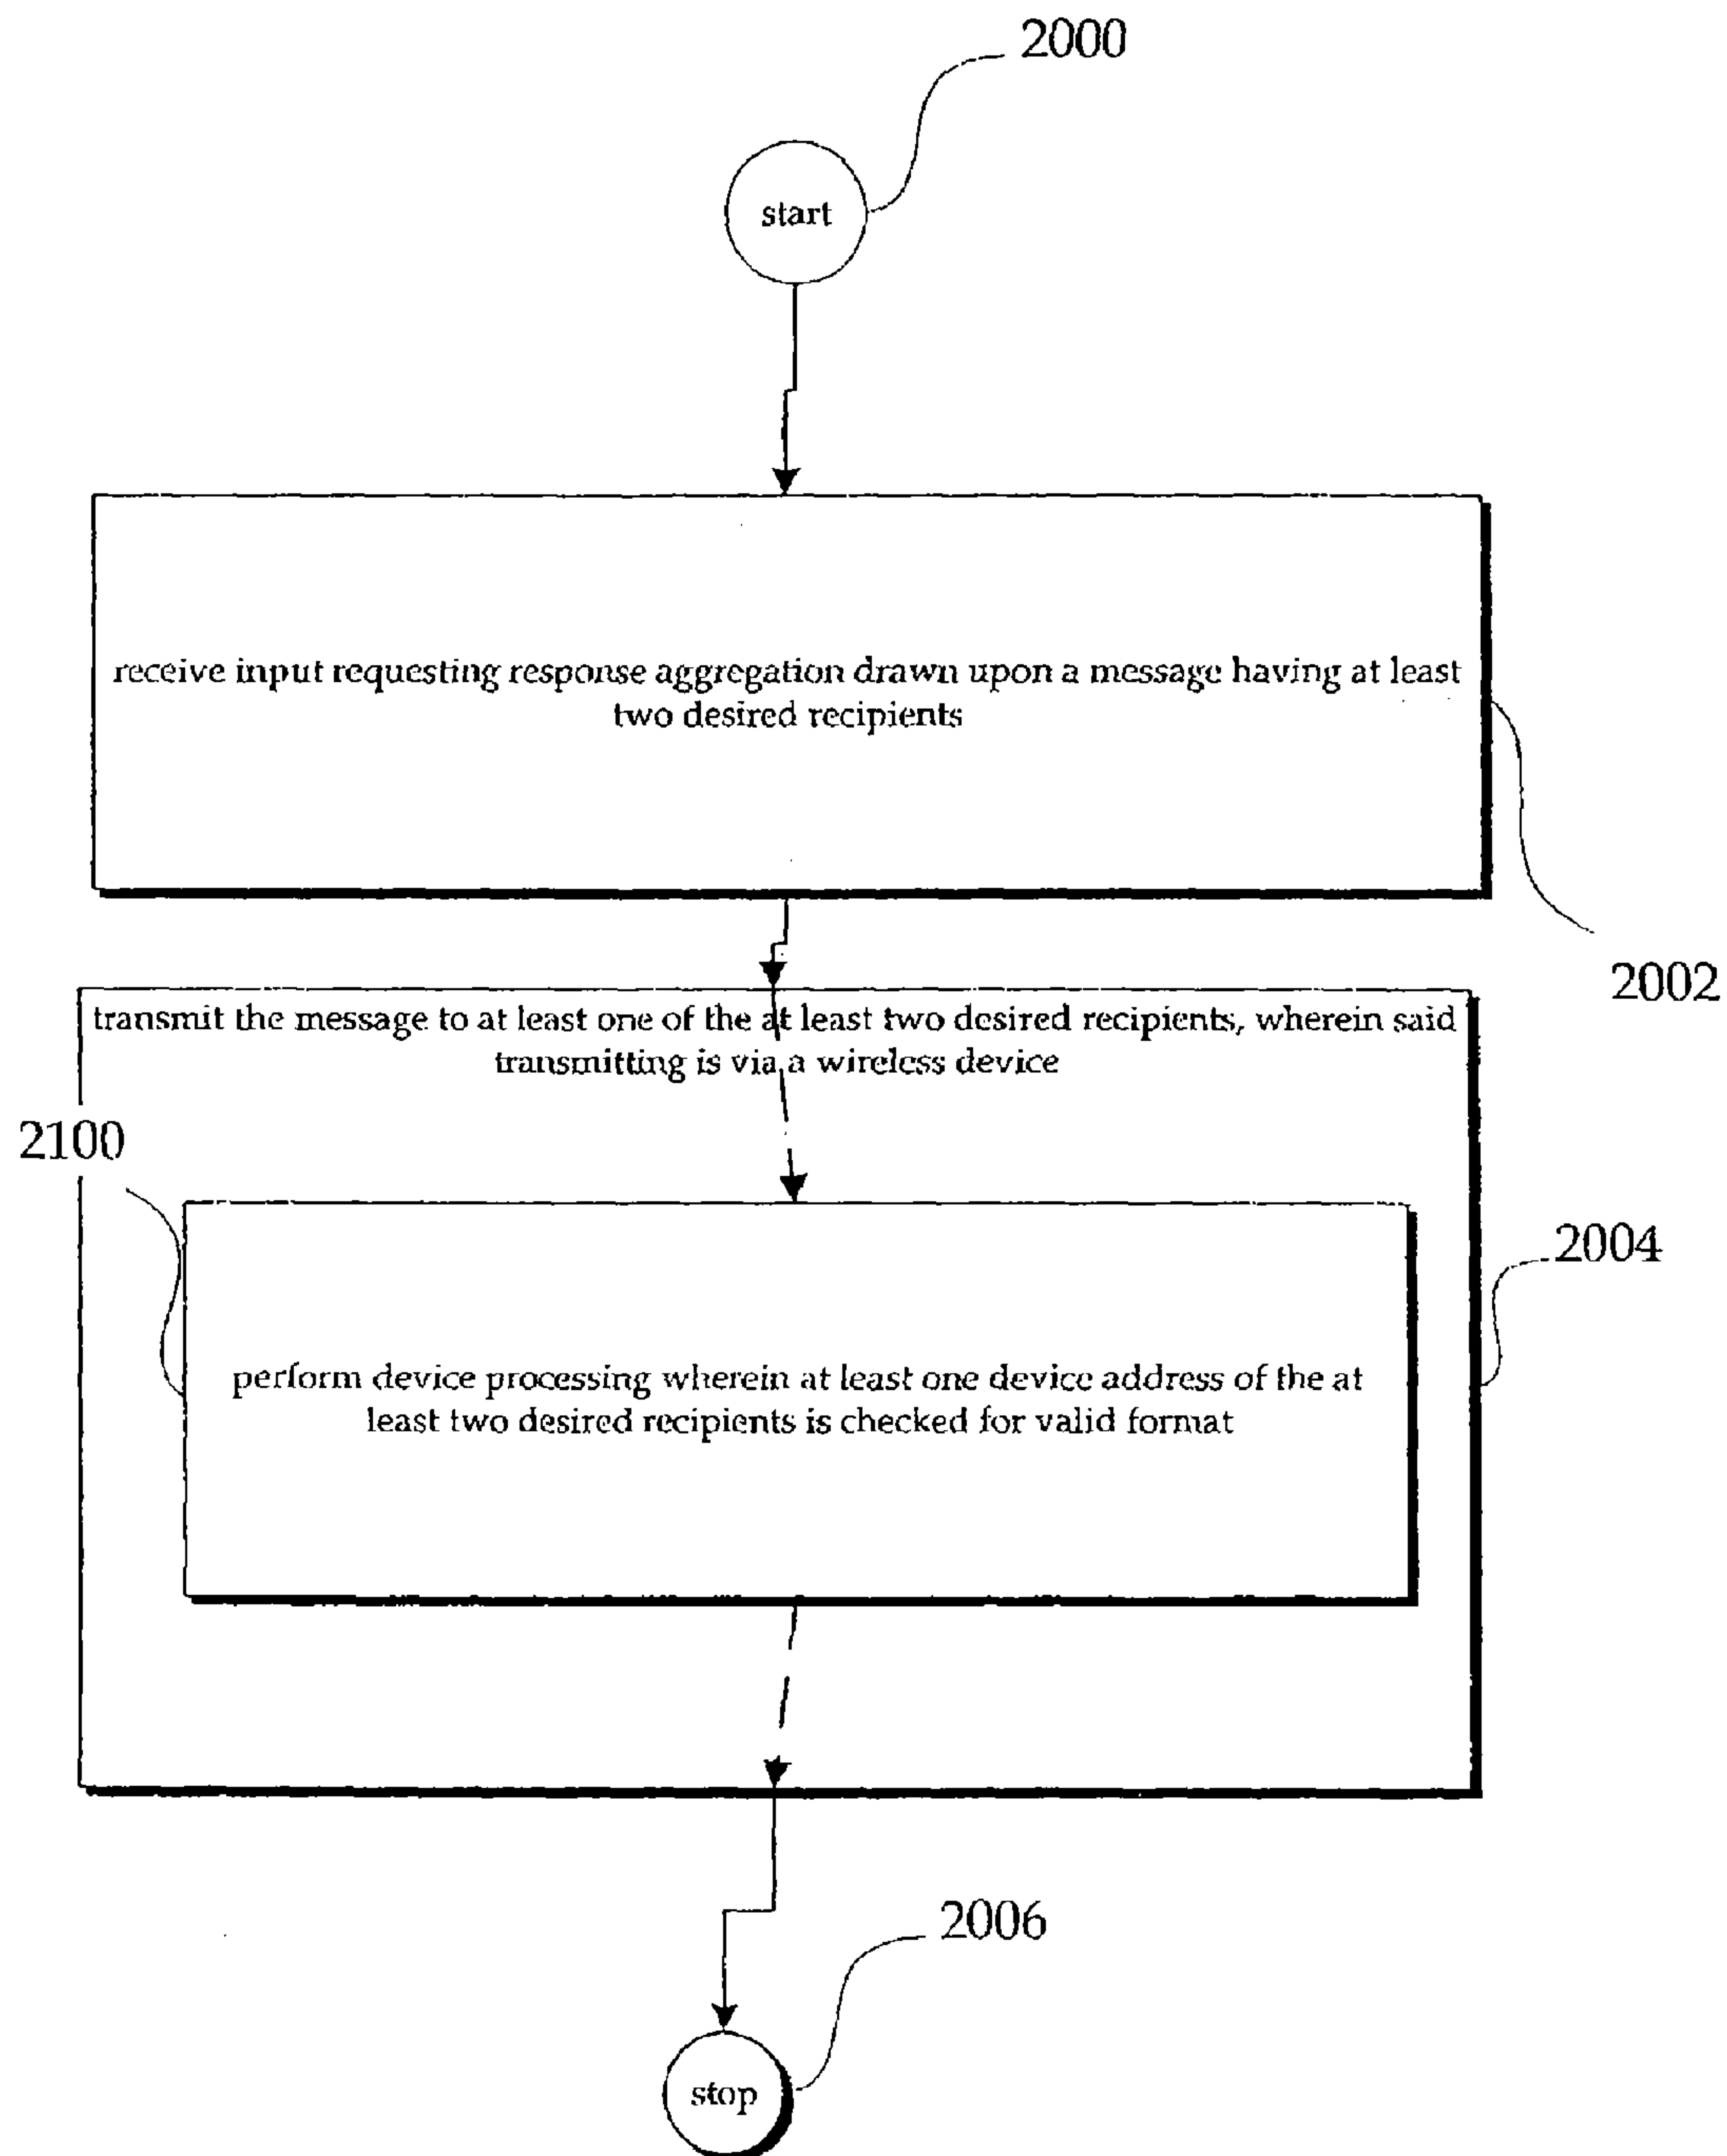 2000
start
receive input requesting response aggregation drawn upon a message having at least
two desired recipients
2002
transmit the message to at least one of the at least two desired recipients, wherein said
transmitting is via a wireless device
2100
2004
perform device processing wherein at least one device address of the at
least two desired recipients is checked for valid format
2006
stop